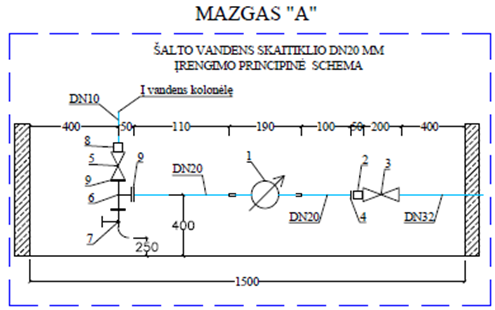 MAZGAS "A"
ŠALTO VANDENS SKAITIKLIO DN20 MM
ĮRENGIMO PRINCIPINĖ SCHEMA
Į vandens kolonėlę
DN10
400 50 110 190 100 50 200 400
8
5
9
9
6
7
DN20
1
2
3
DN20
4
DN32
400
250
1500